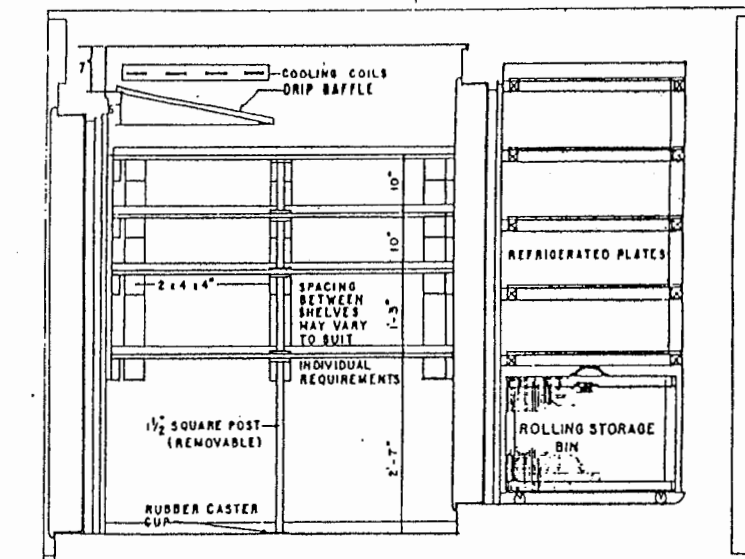 7"
COOLING COILS
DRIP BAFFLE
10"
10"
REFRIGERATED PLATES
2 x 4 x 4"
SPACING
BETWEEN
SHELVES
MAY VARY
TO SUIT
INDIVIDUAL
REQUIREMENTS
1'-3"
1½" SQUARE POST
(REMOVABLE)
2'-7"
ROLLING STORAGE
BIN
RUBBER CASTER
CUP